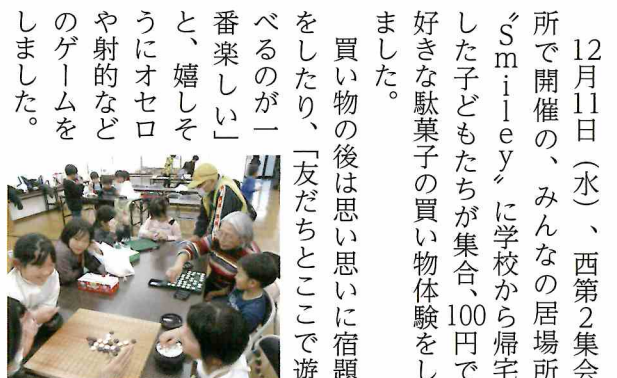 12月11日（水）、西第2集会
所で開催の、みんなの居場所
〝Smiley〟に学校から帰宅
した子どもたちが集合、100円で
好きな駄菓子の買い物体験をし
ました。
買い物の後は思い思いに宿題
をしたり、「友だちとここで遊
べるのが一
番楽しい」
と、嬉しそ
うにオセロ
や射的など
のゲームを
しました。